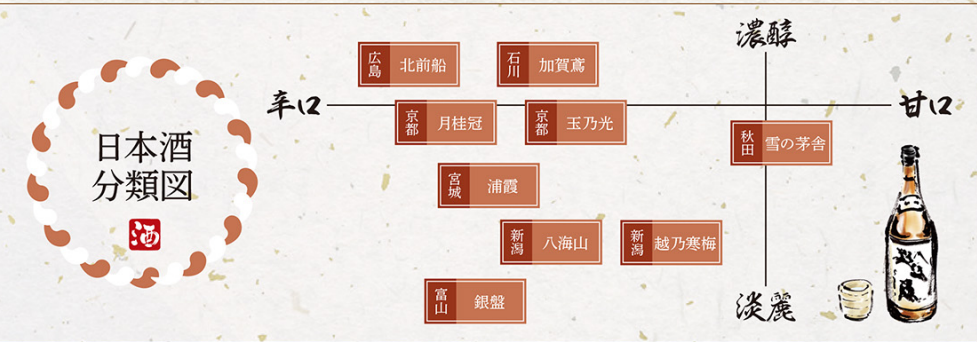 日本酒
分類図
酒
濃醇
辛口
甘口
淡麗
広島 北前船
石川 加賀鳶
京都 月桂冠
京都 玉乃光
秋田 雪の茅舎
宮城 浦霞
新潟 八海山
新潟 越乃寒梅
富山 銀盤